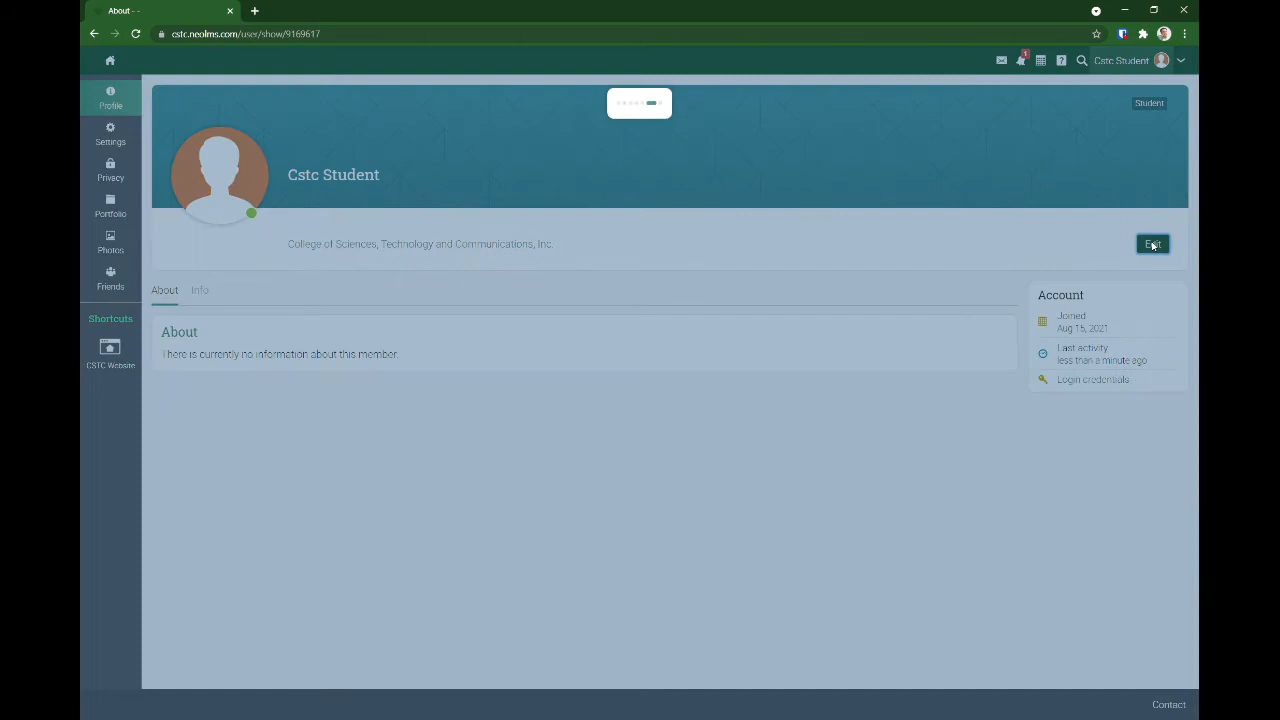 About - -
cstc.neolms.com/user/show/9169617
1
Cstc Student
Profile
Settings
Privacy
Portfolio
Photos
Friends
Shortcuts
CSTC Website
Student
Cstc Student
College of Sciences, Technology and Communications, Inc.
Edit
About Info
About
There is currently no information about this member.
Account
Joined
Aug 15, 2021
Last activity
less than a minute ago
Login credentials
Contact